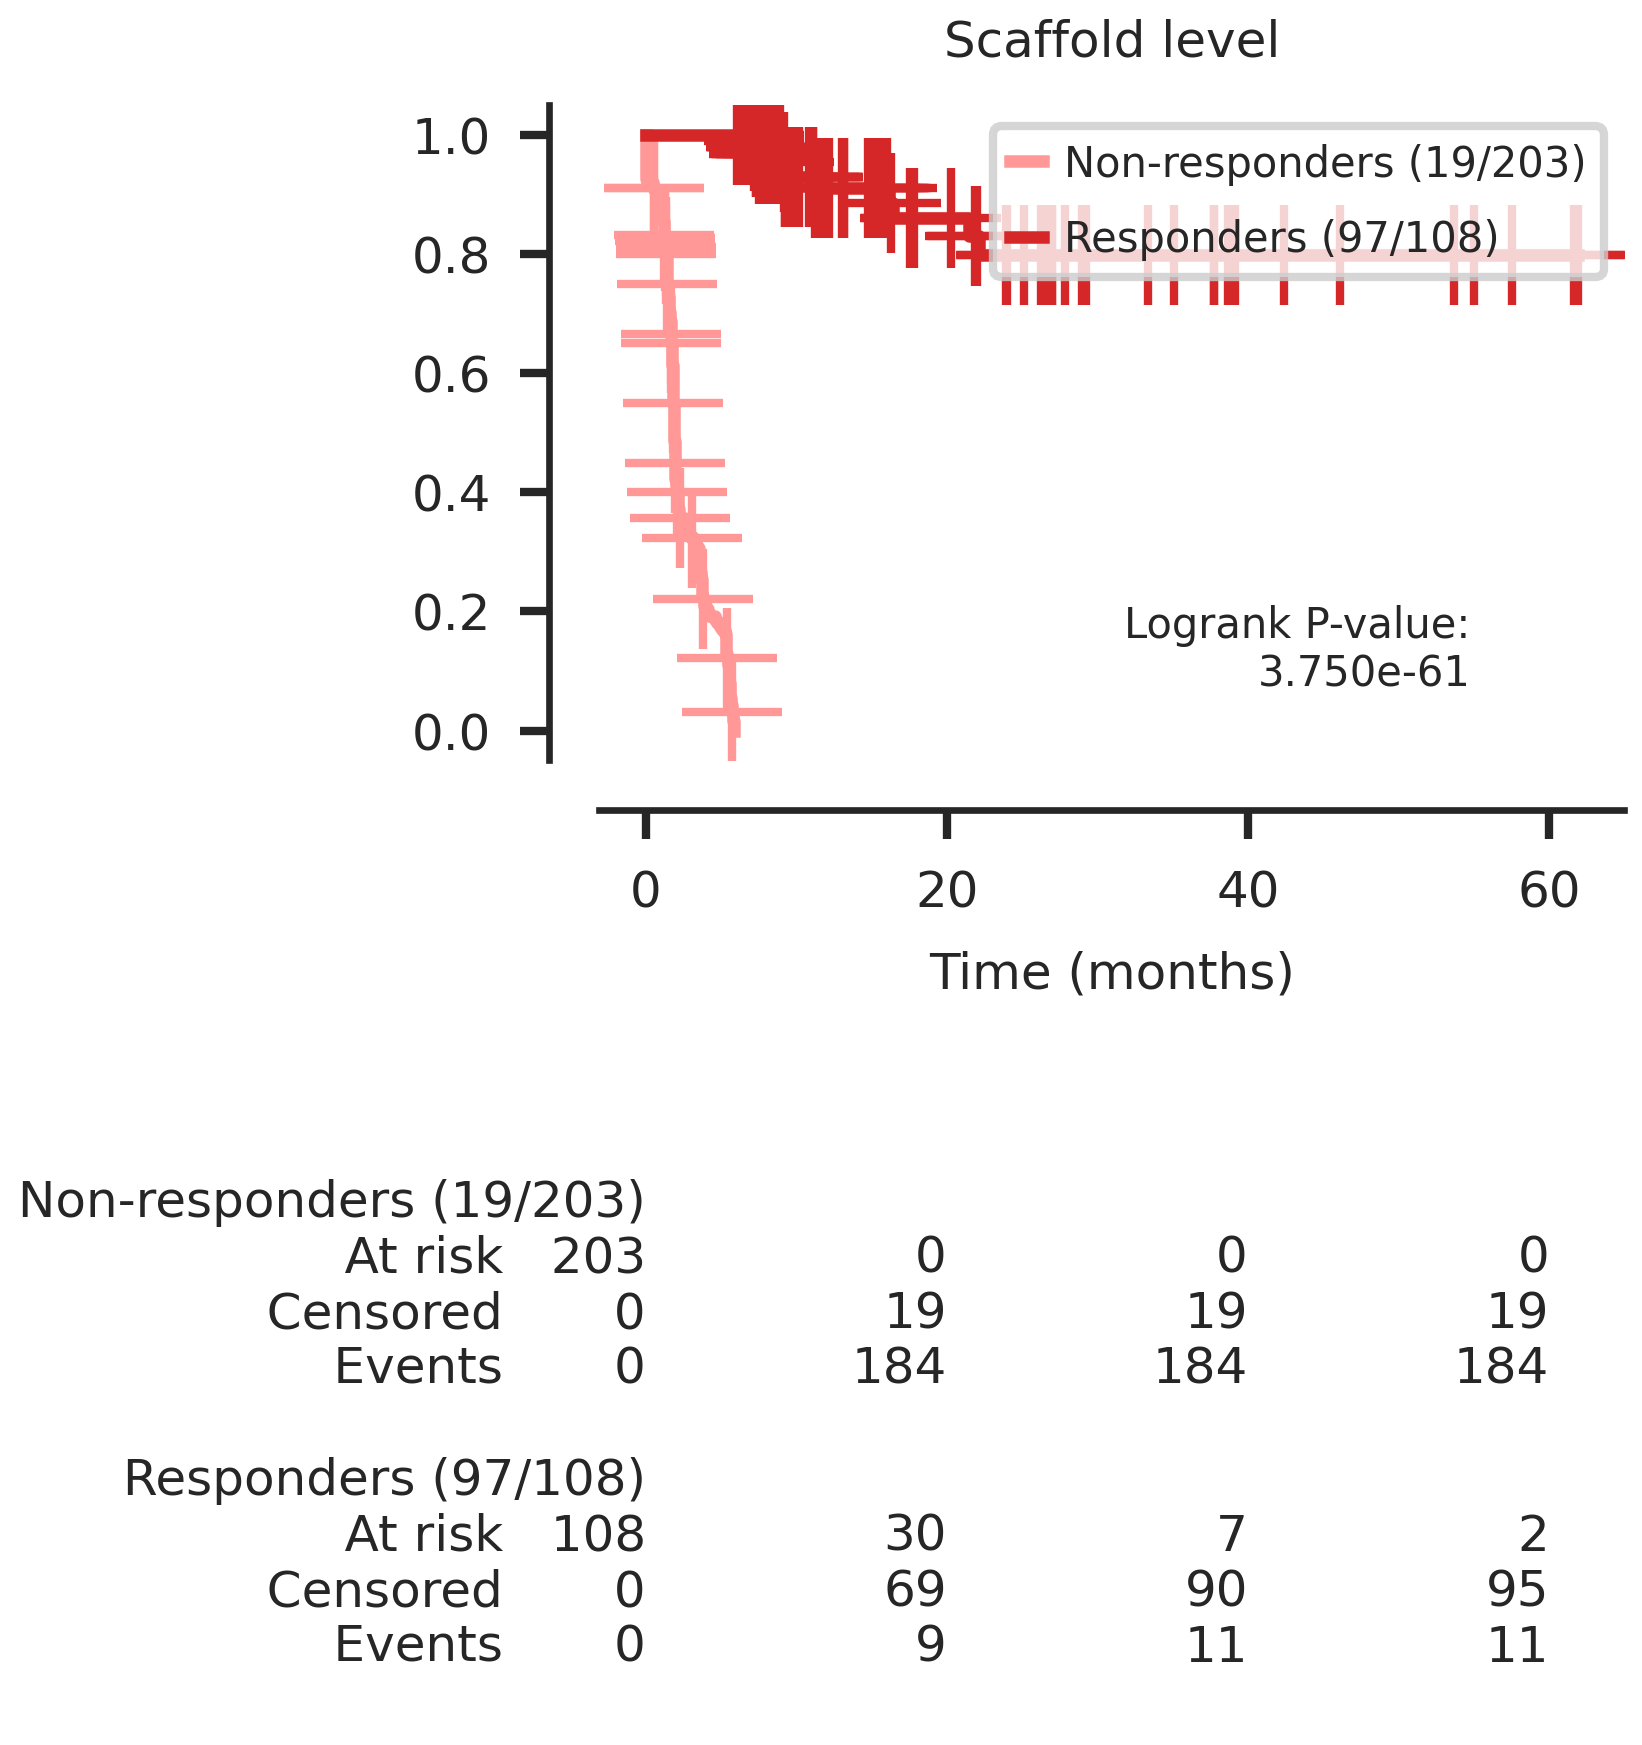 Scaffold level
1.0
0.8
0.6
0.4
0.2
0.0
Non-responders (19/203)
Responders (97/108)
Logrank P-value:
3.750e-61
0 20 40 60
Time (months)
Non-responders (19/203)
At risk 203 0 0 0
Censored 0 19 19 19
Events 0 184 184 184
Responders (97/108)
At risk 108 30 7 2
Censored 0 69 90 95
Events 0 9 11 11